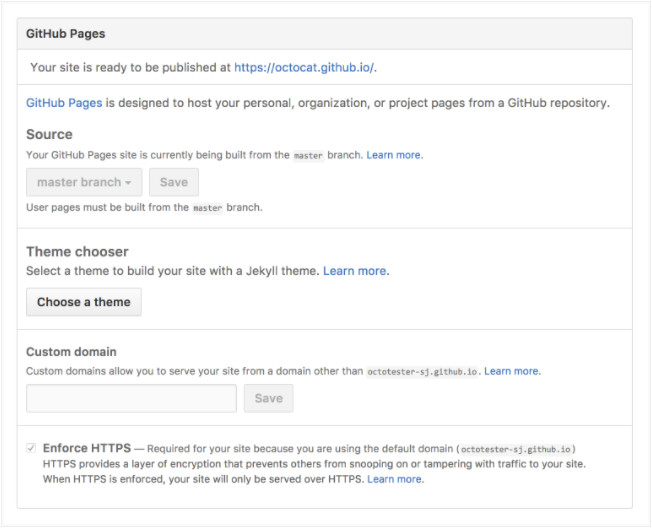 GitHub Pages
Your site is ready to be published at https://octocat.github.io/.
GitHub Pages is designed to host your personal, organization, or project pages from a GitHub repository.
Source
Your GitHub Pages site is currently being built from the master branch. Learn more.
master branch Save
User pages must be built from the master branch.
Theme chooser
Select a theme to build your site with a Jekyll theme. Learn more.
Choose a theme
Custom domain
Custom domains allow you to serve your site from a domain other than octotester-sj.github.io. Learn more.
Save
Enforce HTTPS — Required for your site because you are using the default domain (octotester-sj.github.io)
HTTPS provides a layer of encryption that prevents others from snooping on or tampering with traffic to your site.
When HTTPS is enforced, your site will only be served over HTTPS. Learn more.